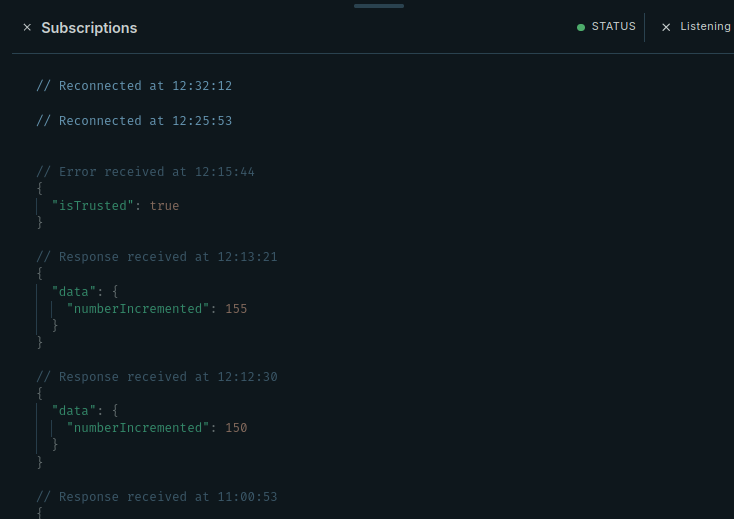 × Subscriptions
STATUS
× Listening
// Reconnected at 12:32:12
// Reconnected at 12:25:53
// Error received at 12:15:44
{
"isTrusted": true
}
// Response received at 12:13:21
{
"data": {
"numberIncremented": 155
}
}
// Response received at 12:12:30
{
"data": {
"numberIncremented": 150
}
}
// Response received at 11:00:53
{